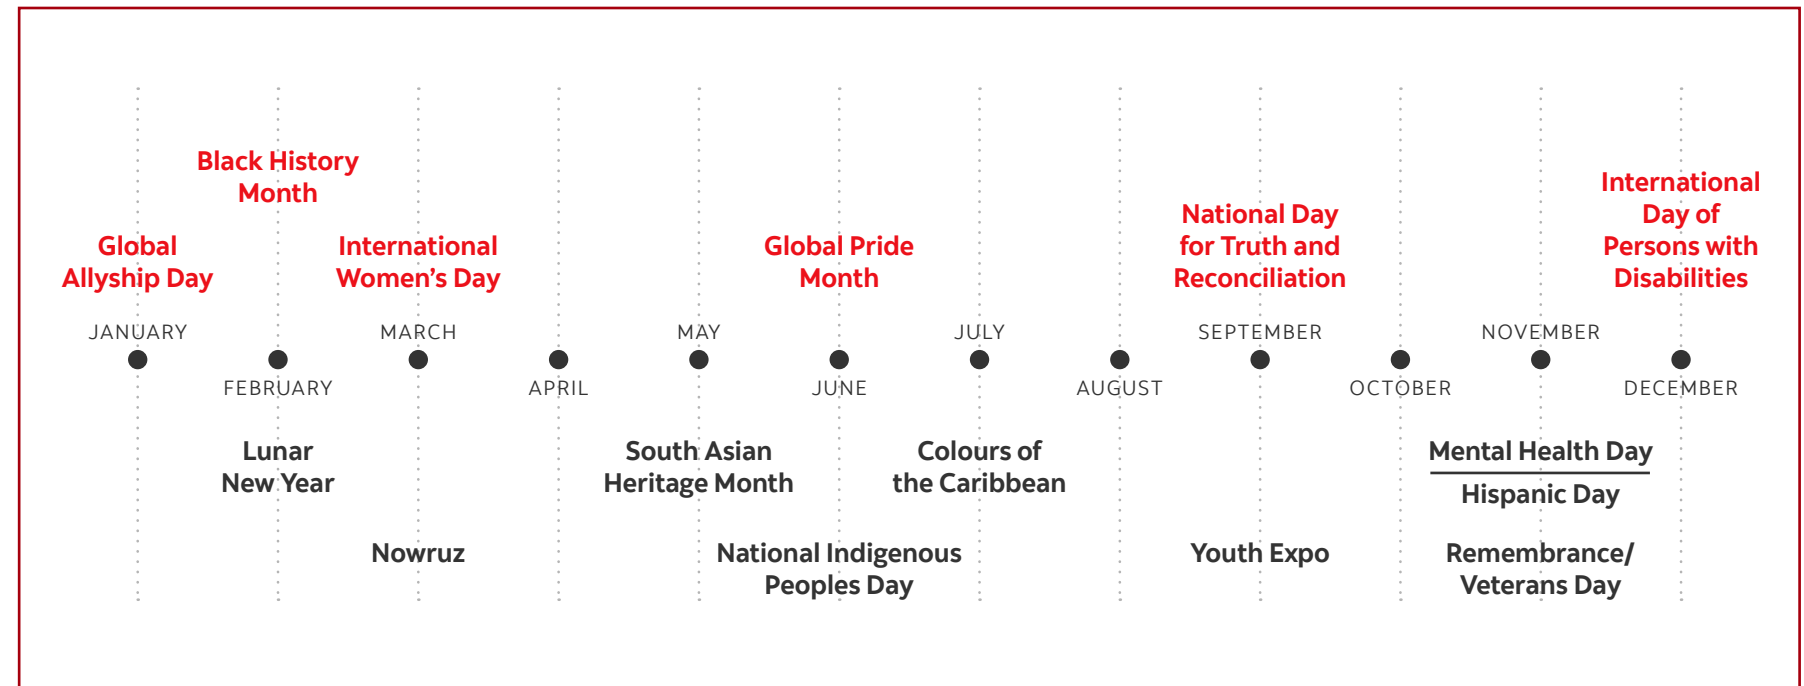 Black History
Month
International
Day of
Persons with
Disabilities
National Day
for Truth and
Reconciliation
Global
Allyship Day
International
Women’s Day
Global Pride
Month
JANUARY
MARCH
MAY
JULY
SEPTEMBER
NOVEMBER
FEBRUARY
APRIL
JUNE
AUGUST
OCTOBER
DECEMBER
Lunar
New Year
South Asian
Heritage Month
Colours of
the Caribbean
Mental Health Day
Hispanic Day
Nowruz
National Indigenous
Peoples Day
Youth Expo
Remembrance/
Veterans Day